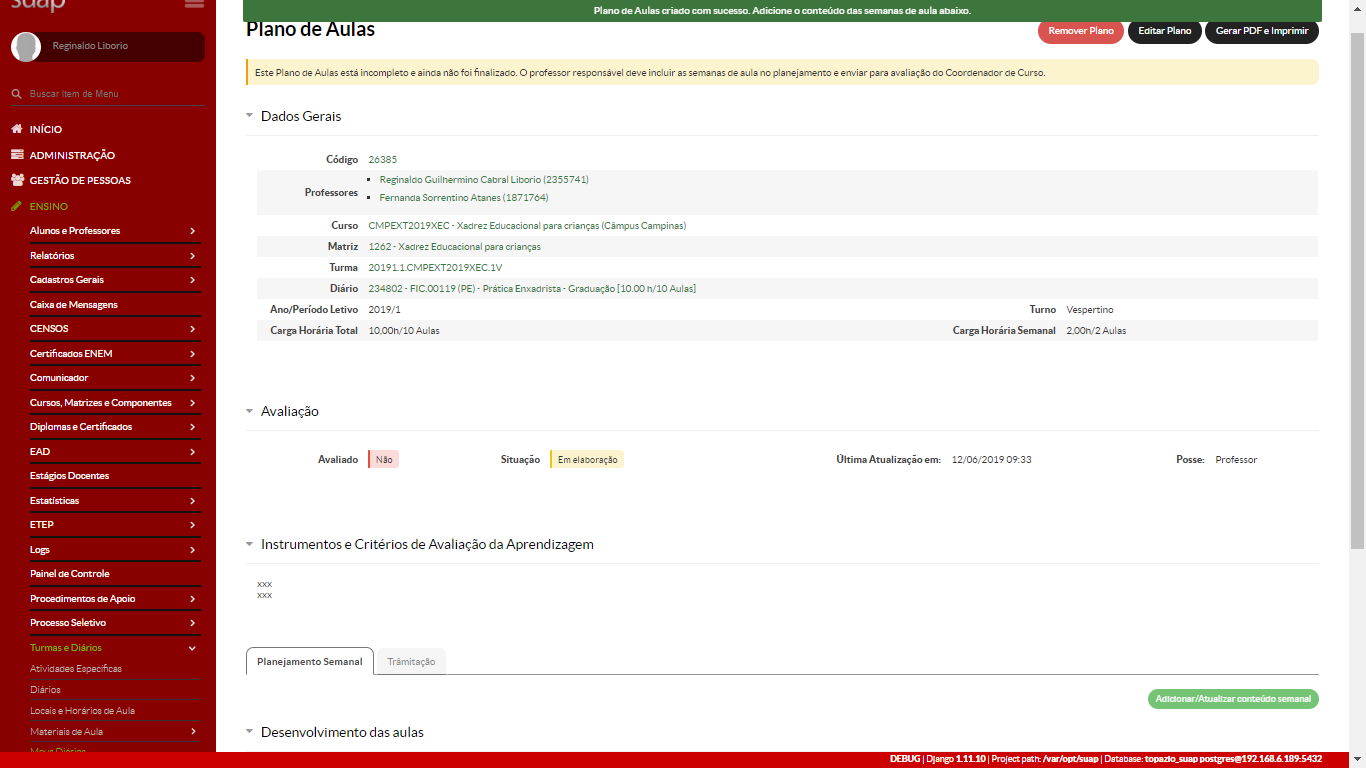 suap
Reginaldo Liborio
Buscar Item de Menu
INÍCIO
ADMINISTRAÇÃO
GESTÃO DE PESSOAS
ENSINO
Alunos e Professores
Relatórios
Cadastros Gerais
Caixa de Mensagens
CENSOS
Certificados ENEM
Comunicador
Cursos, Matrizes e Componentes
Diplomas e Certificados
EAD
Estágios Docentes
Estatísticas
ETEP
Logs
Painel de Controle
Procedimentos de Apoio
Processo Seletivo
Turmas e Diários
Atividades Específicas
Diários
Locais e Horários de Aula
Materiais de Aula
Meus Diários
Plano de Aulas criado com sucesso. Adicione o conteúdo das semanas de aula abaixo.
Plano de Aulas
Remover Plano Editar Plano Gerar PDF e Imprimir
Este Plano de Aulas está incompleto e ainda não foi finalizado. O professor responsável deve incluir as semanas de aula no planejamento e enviar para avaliação do Coordenador de Curso.
Dados Gerais
Código 26385
Professores
Reginaldo Guilhermino Cabral Liborio (2355741)
Fernanda Sorrentino Atanes (1871764)
Curso CMPEXT2019XEC - Xadrez Educacional para crianças (Câmpus Campinas)
Matriz 1262 - Xadrez Educacional para crianças
Turma 20191.1.CMPEXT2019XEC.1V
Diário 234802 - FIC.00119 (PE) - Prática Enxadrista - Graduação [10.00 h/10 Aulas]
Ano/Período Letivo 2019/1 Turno Vespertino
Carga Horária Total 10,00h/10 Aulas Carga Horária Semanal 2,00h/2 Aulas
Avaliação
Avaliado Não Situação Em elaboração Última Atualização em: 12/06/2019 09:33 Posse: Professor
Instrumentos e Critérios de Avaliação da Aprendizagem
xxx
xxx
Planejamento Semanal Trâmitação
Adicionar/Atualizar conteúdo semanal
Desenvolvimento das aulas
DEBUG | Django 1.11.10 | Project path: /var/opt/suap | Database: topazio_suap postgres@192.168.6.189:5432